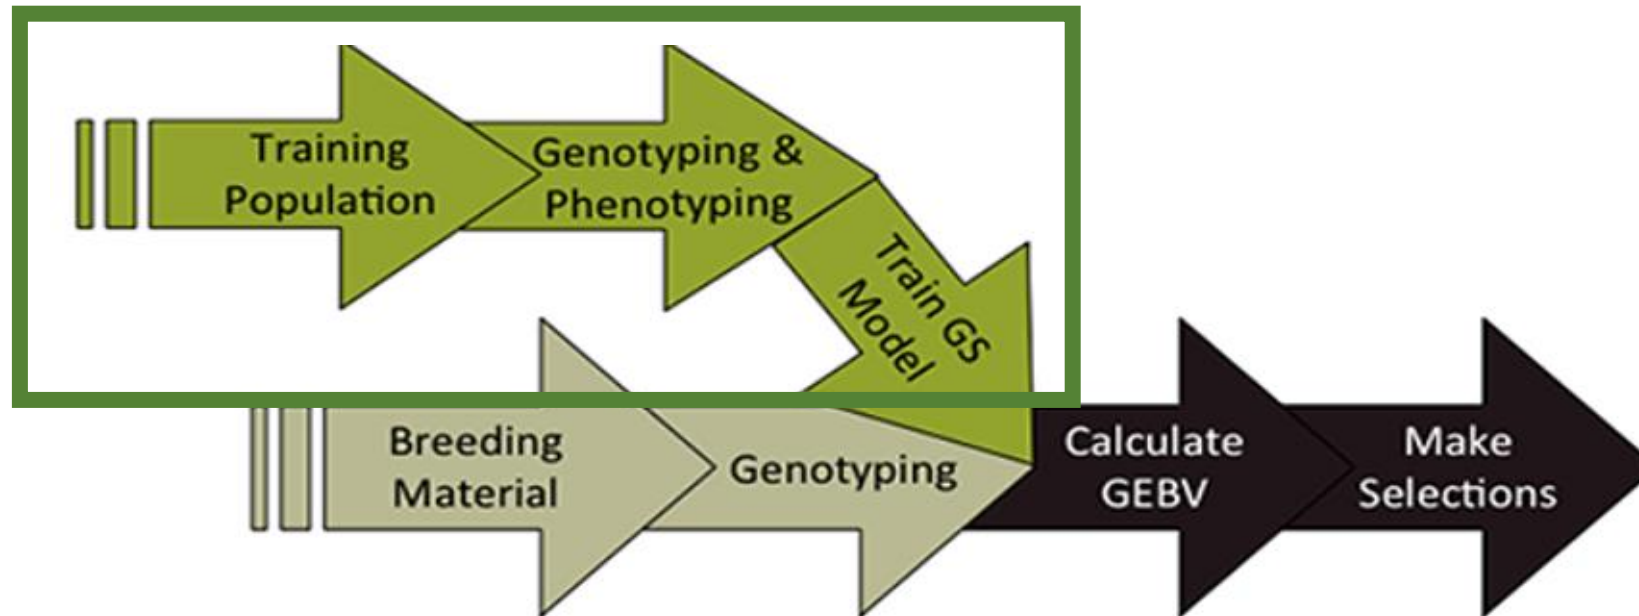 Training
Population
Genotyping &
Phenotyping
Train GS
Model
Breeding
Material
Genotyping
Calculate
GEBV
Make
Selections